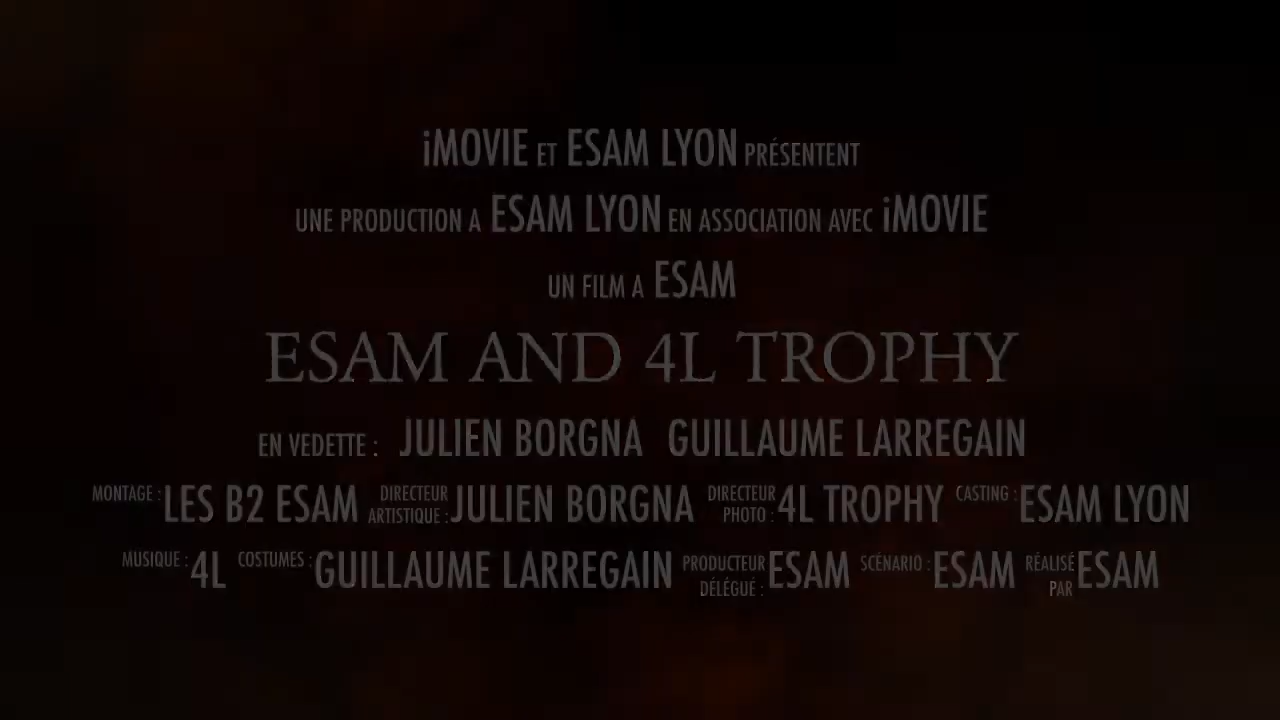 iMOVIE ET ESAM LYON PRÉSENTENT
UNE PRODUCTION A ESAM LYON EN ASSOCIATION AVEC iMOVIE
UN FILM A ESAM
ESAM AND 4L TROPHY
EN VEDETTE : JULIEN BORGNA GUILLAUME LARREGAIN
MONTAGE : LES B2 ESAM DIRECTEUR ARTISTIQUE : JULIEN BORGNA DIRECTEUR PHOTO : 4L TROPHY CASTING : ESAM LYON
MUSIQUE : 4L COSTUMES : GUILLAUME LARREGAIN PRODUCTEUR DÉLÉGUÉ : ESAM SCÉNARIO : ESAM RÉALISÉ PAR ESAM